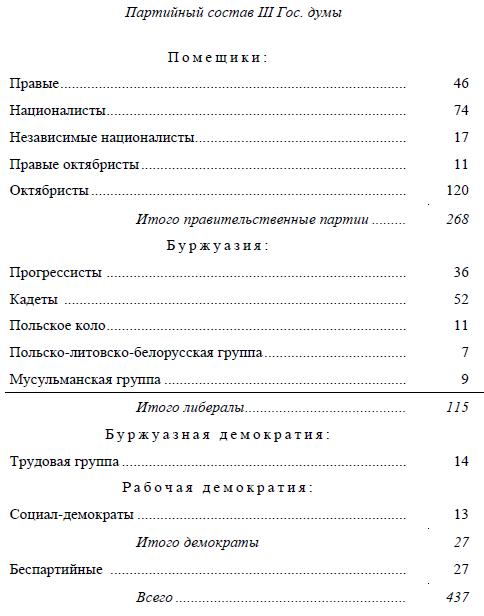 Партийный состав III Гос. думы
Помещики:
Правые.......... 46
Националисты.......... 74
Независимые националисты.......... 17
Правые октябристы.......... 11
Октябристы.......... 120
Итого правительственные партии.......... 268
Буржуазия:
Прогрессисты.......... 36
Кадеты.......... 52
Польское коло.......... 11
Польско-литовско-белорусская группа.......... 7
Мусульманская группа.......... 9
Итого либералы.......... 115
Буржуазная демократия:
Трудовая группа.......... 14
Рабочая демократия:
Социал-демократы.......... 13
Итого демократы 27
Беспартийные.......... 27
Всего.......... 437